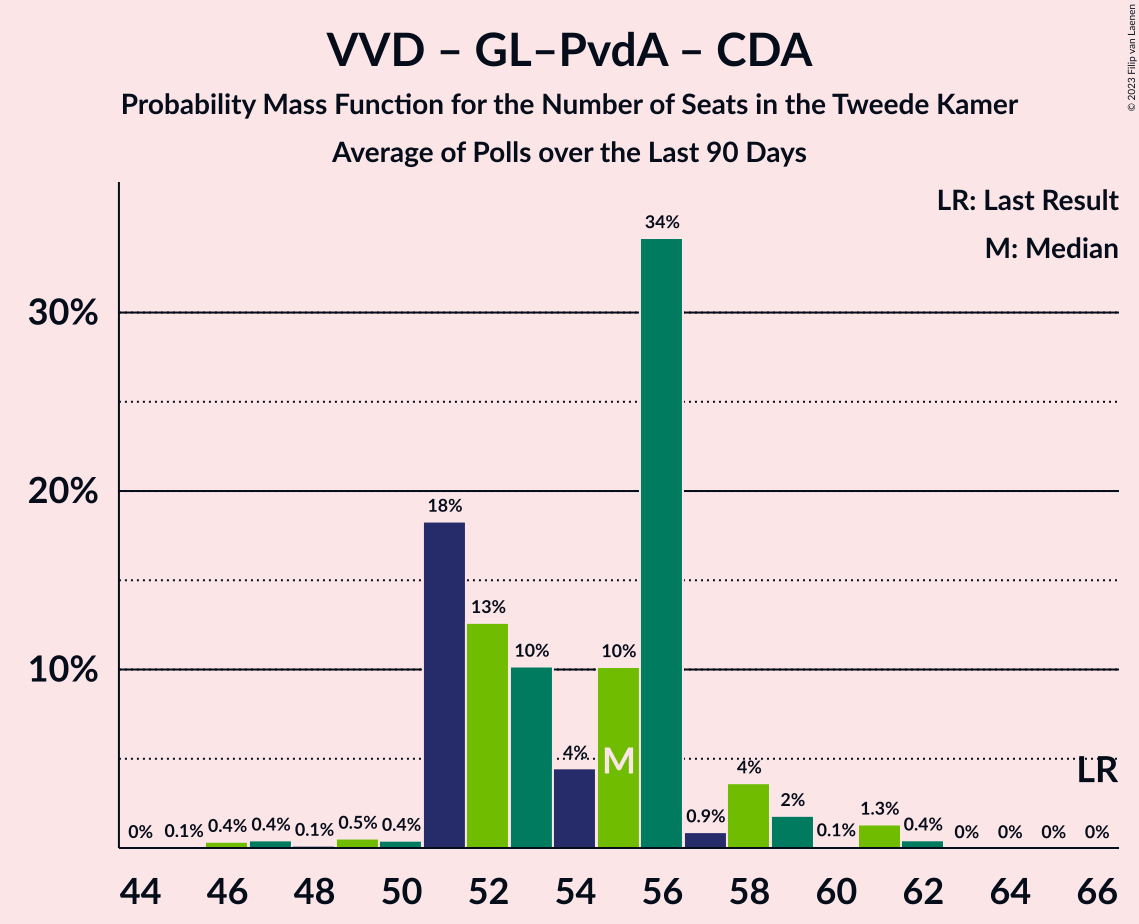 VVD – GL–PvdA – CDA
Probability Mass Function for the Number of Seats in the Tweede Kamer
Average of Polls over the Last 90 Days
© 2023 Filip van Laenen
LR: Last Result
M: Median
34%
30%
20%
18%
13%
10%
10%
10%
4%
M
4%
LR
0%
0.1%
0.4%
0.4%
0.1%
0.5%
0.4%
0.9%
2%
0.1%
1.3%
0.4%
0%
0%
0%
0%
44 46 48 50 52 54 56 58 60 62 64 66